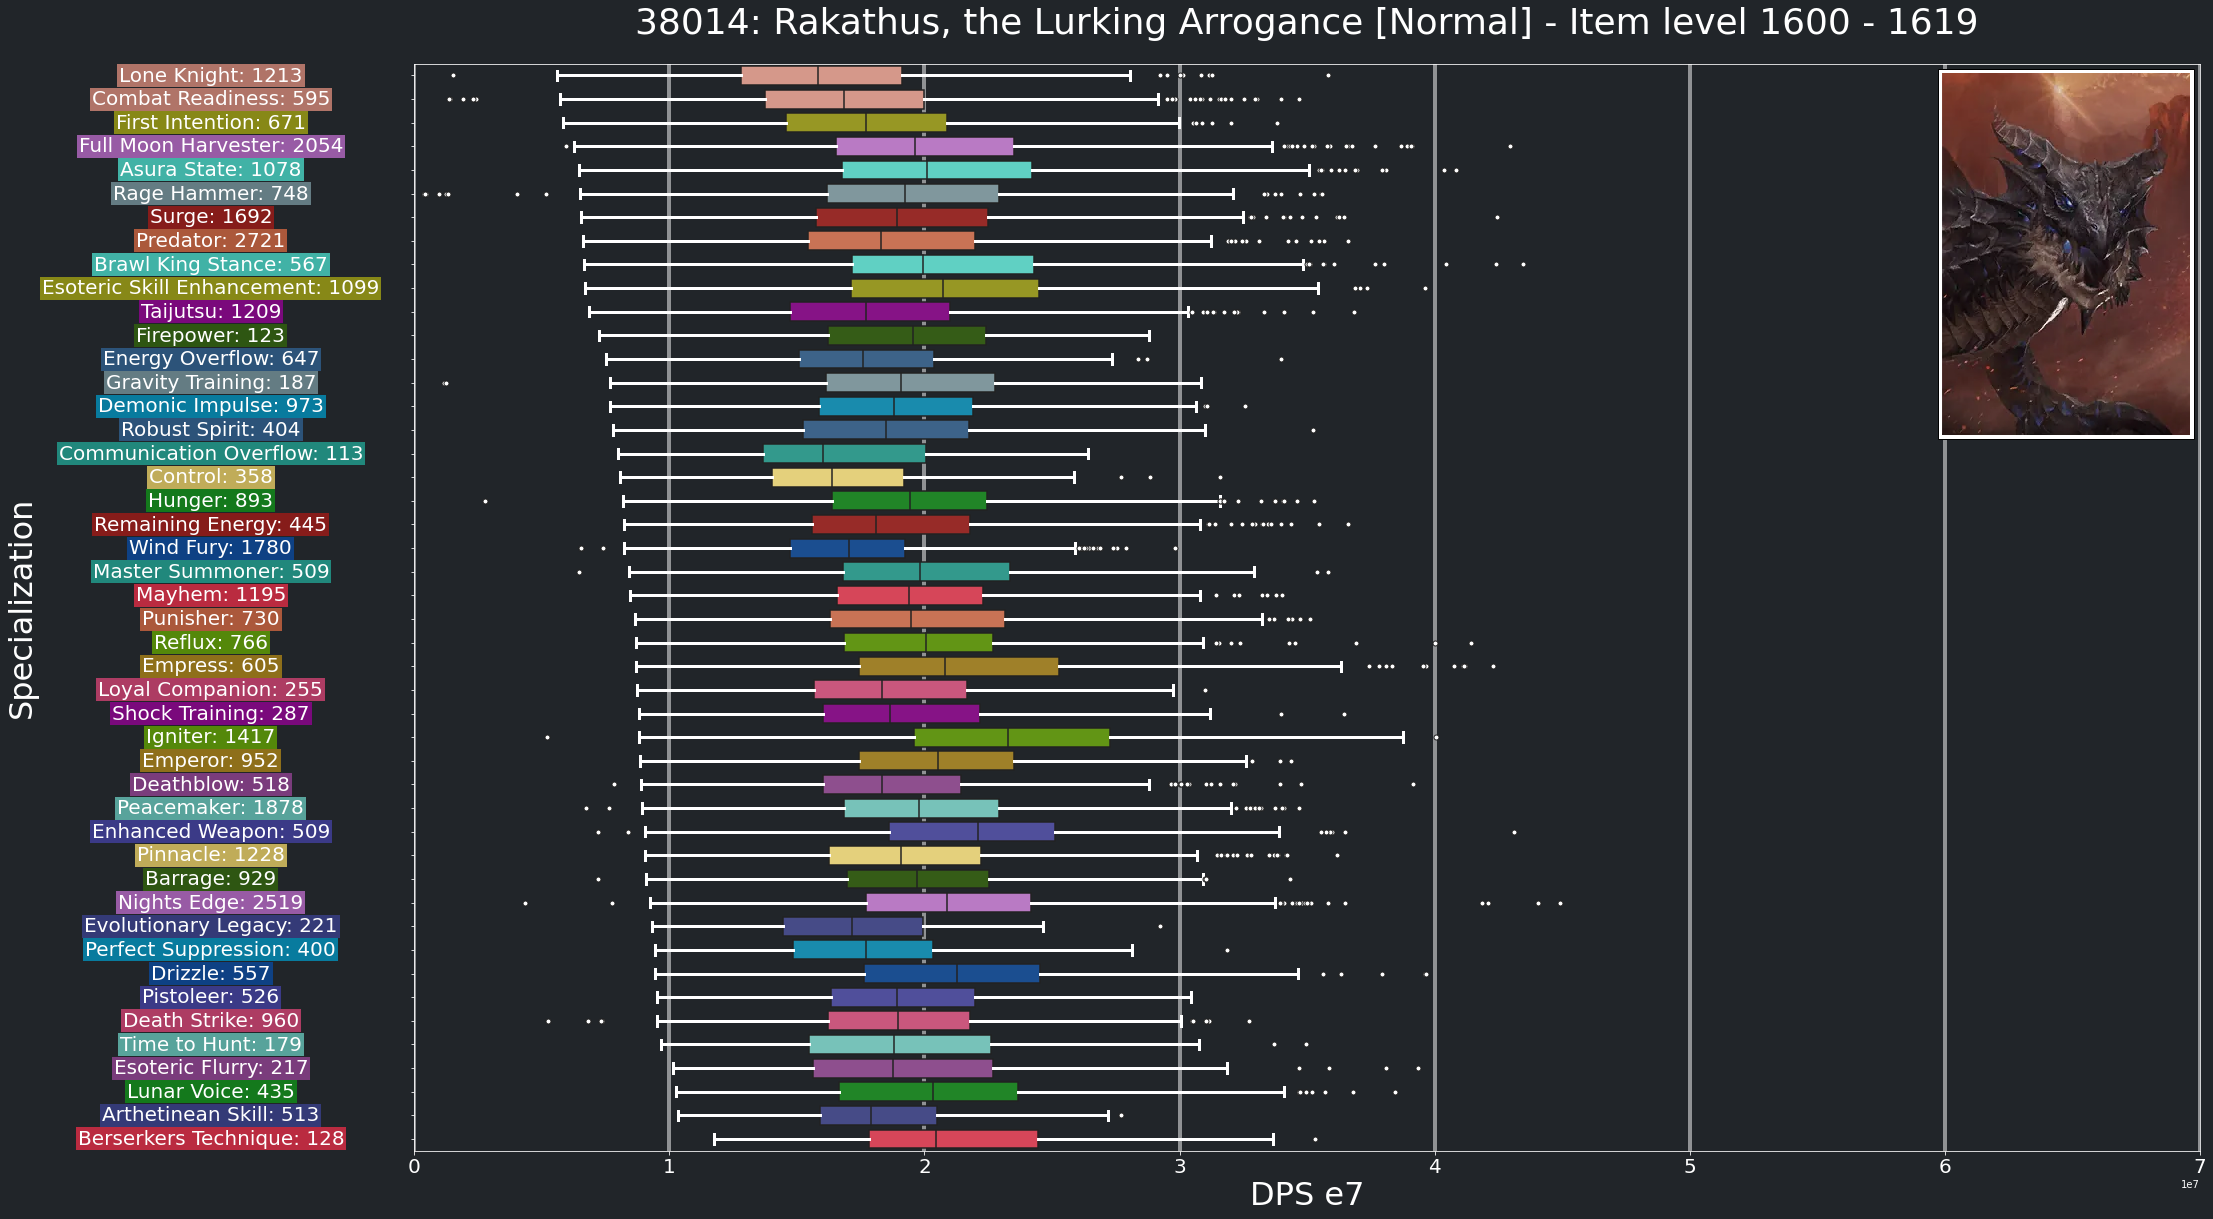 38014: Rakathus, the Lurking Arrogance [Normal] - Item level 1600 - 1619
Specialization
Lone Knight: 1213
Combat Readiness: 595
First Intention: 671
Full Moon Harvester: 2054
Asura State: 1078
Rage Hammer: 748
Surge: 1692
Predator: 2721
Brawl King Stance: 567
Esoteric Skill Enhancement: 1099
Taijutsu: 1209
Firepower: 123
Energy Overflow: 647
Gravity Training: 187
Demonic Impulse: 973
Robust Spirit: 404
Communication Overflow: 113
Control: 358
Hunger: 893
Remaining Energy: 445
Wind Fury: 1780
Master Summoner: 509
Mayhem: 1195
Punisher: 730
Reflux: 766
Empress: 605
Loyal Companion: 255
Shock Training: 287
Igniter: 1417
Emperor: 952
Deathblow: 518
Peacemaker: 1878
Enhanced Weapon: 509
Pinnacle: 1228
Barrage: 929
Nights Edge: 2519
Evolutionary Legacy: 221
Perfect Suppression: 400
Drizzle: 557
Pistoleer: 526
Death Strike: 960
Time to Hunt: 179
Esoteric Flurry: 217
Lunar Voice: 435
Arthetinean Skill: 513
Berserkers Technique: 128
0 1 2 3 4 5 6 7
1e7
DPS e7